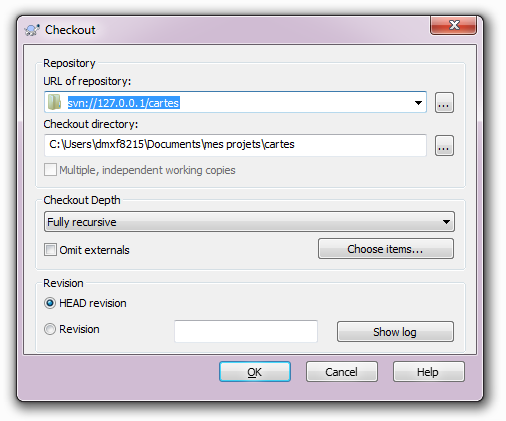 Checkout
Repository
URL of repository:
svn://127.0.0.1/cartes
...
Checkout directory:
C:\Users\dmxf8215\Documents\mes projets\cartes
...
Multiple, independent working copies
Checkout Depth
Fully recursive
Omit externals
Choose items...
Revision
HEAD revision
Revision
Show log
OK
Cancel
Help